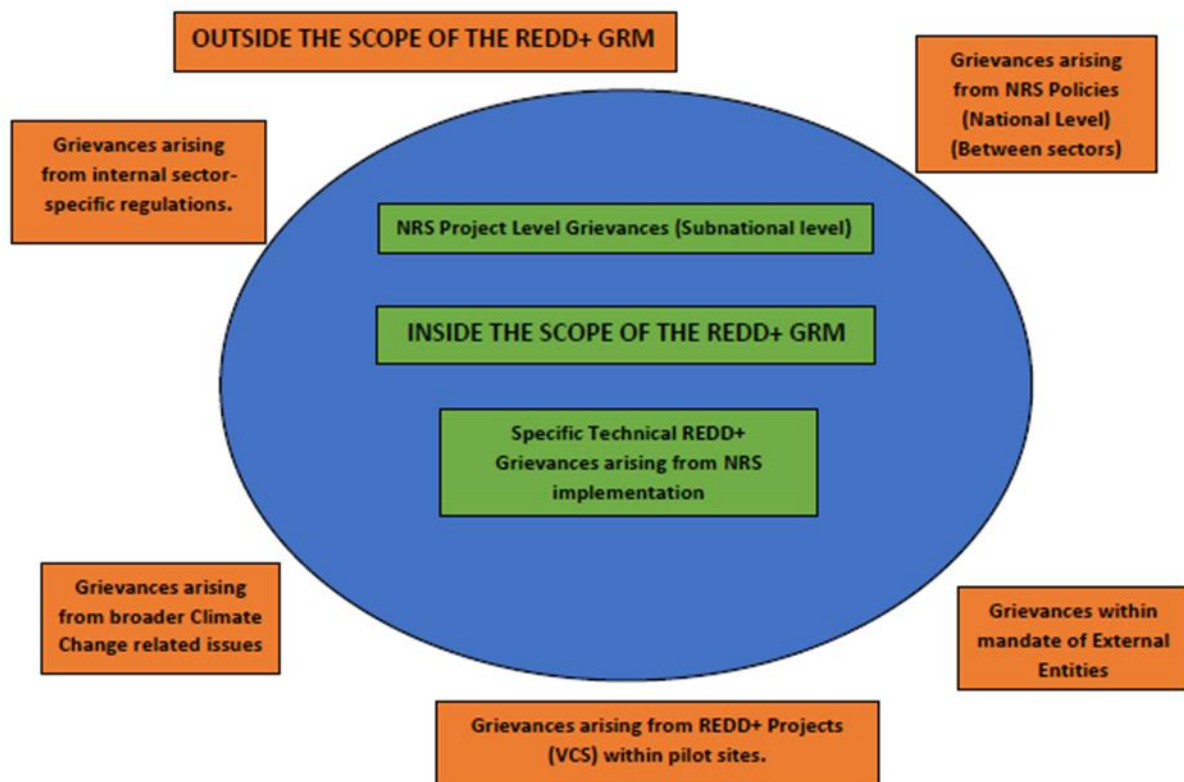 OUTSIDE THE SCOPE OF THE REDD+ GRM
Grievances arising
from NRS Policies
(National Level)
(Between sectors)
Grievances arising
from internal sector-
specific regulations.
NRS Project Level Grievances (Subnational level)
INSIDE THE SCOPE OF THE REDD+ GRM
Specific Technical REDD+
Grievances arising from NRS
implementation
Grievances arising
from broader Climate
Change related issues
Grievances within
mandate of External
Entities
Grievances arising from REDD+ Projects
(VCS) within pilot sites.